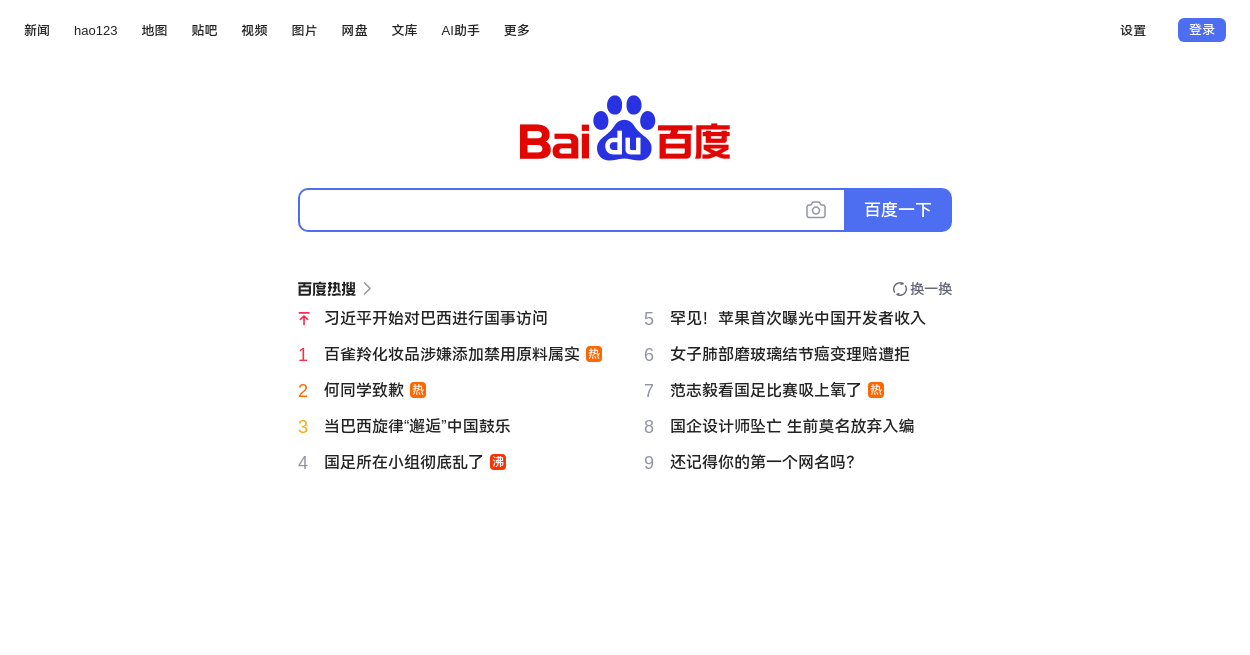 新闻 hao123 地图 贴吧 视频 图片 网盘 文库 AI助手 更多 设置 登录
Bai du 百度
百度一下
百度热搜 换一换
习近平开始对巴西进行国事访问
1 百雀羚化妆品涉嫌添加禁用原料属实 热
2 何同学致歉 热
3 当巴西旋律“邂逅”中国鼓乐
4 国足所在小组彻底乱了 沸
5 罕见！苹果首次曝光中国开发者收入
6 女子肺部磨玻璃结节癌变理赔遭拒
7 范志毅看国足比赛吸上氧了 热
8 国企设计师坠亡 生前莫名放弃入编
9 还记得你的第一个网名吗？